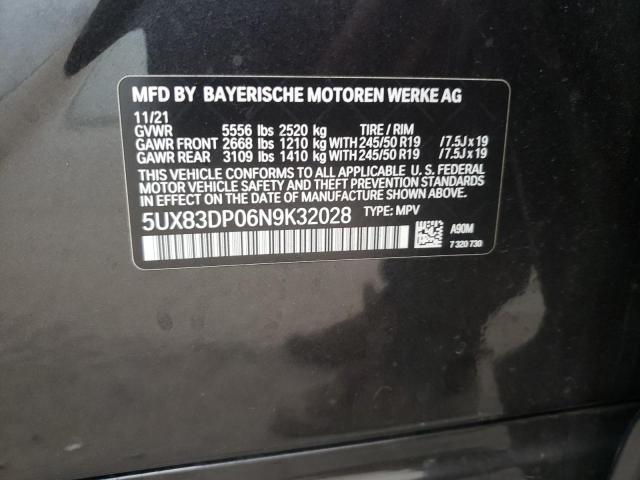 MFD BY BAYERISCHE MOTOREN WERKE AG
11/21
GVWR 5556 lbs 2520 kg TIRE / RIM
GAWR FRONT 2668 lbs 1210 kg WITH 245/50 R19 /7.5J x 19
GAWR REAR 3109 lbs 1410 kg WITH 245/50 R19 /7.5J x 19
THIS VEHICLE CONFORMS TO ALL APPLICABLE U. S. FEDERAL
MOTOR VEHICLE SAFETY AND THEFT PREVENTION STANDARDS
IN EFFECT ON THE DATE OF MANUFACTURE SHOWN ABOVE.
5UX83DP06N9K32028 TYPE: MPV
A90M
7 320 730